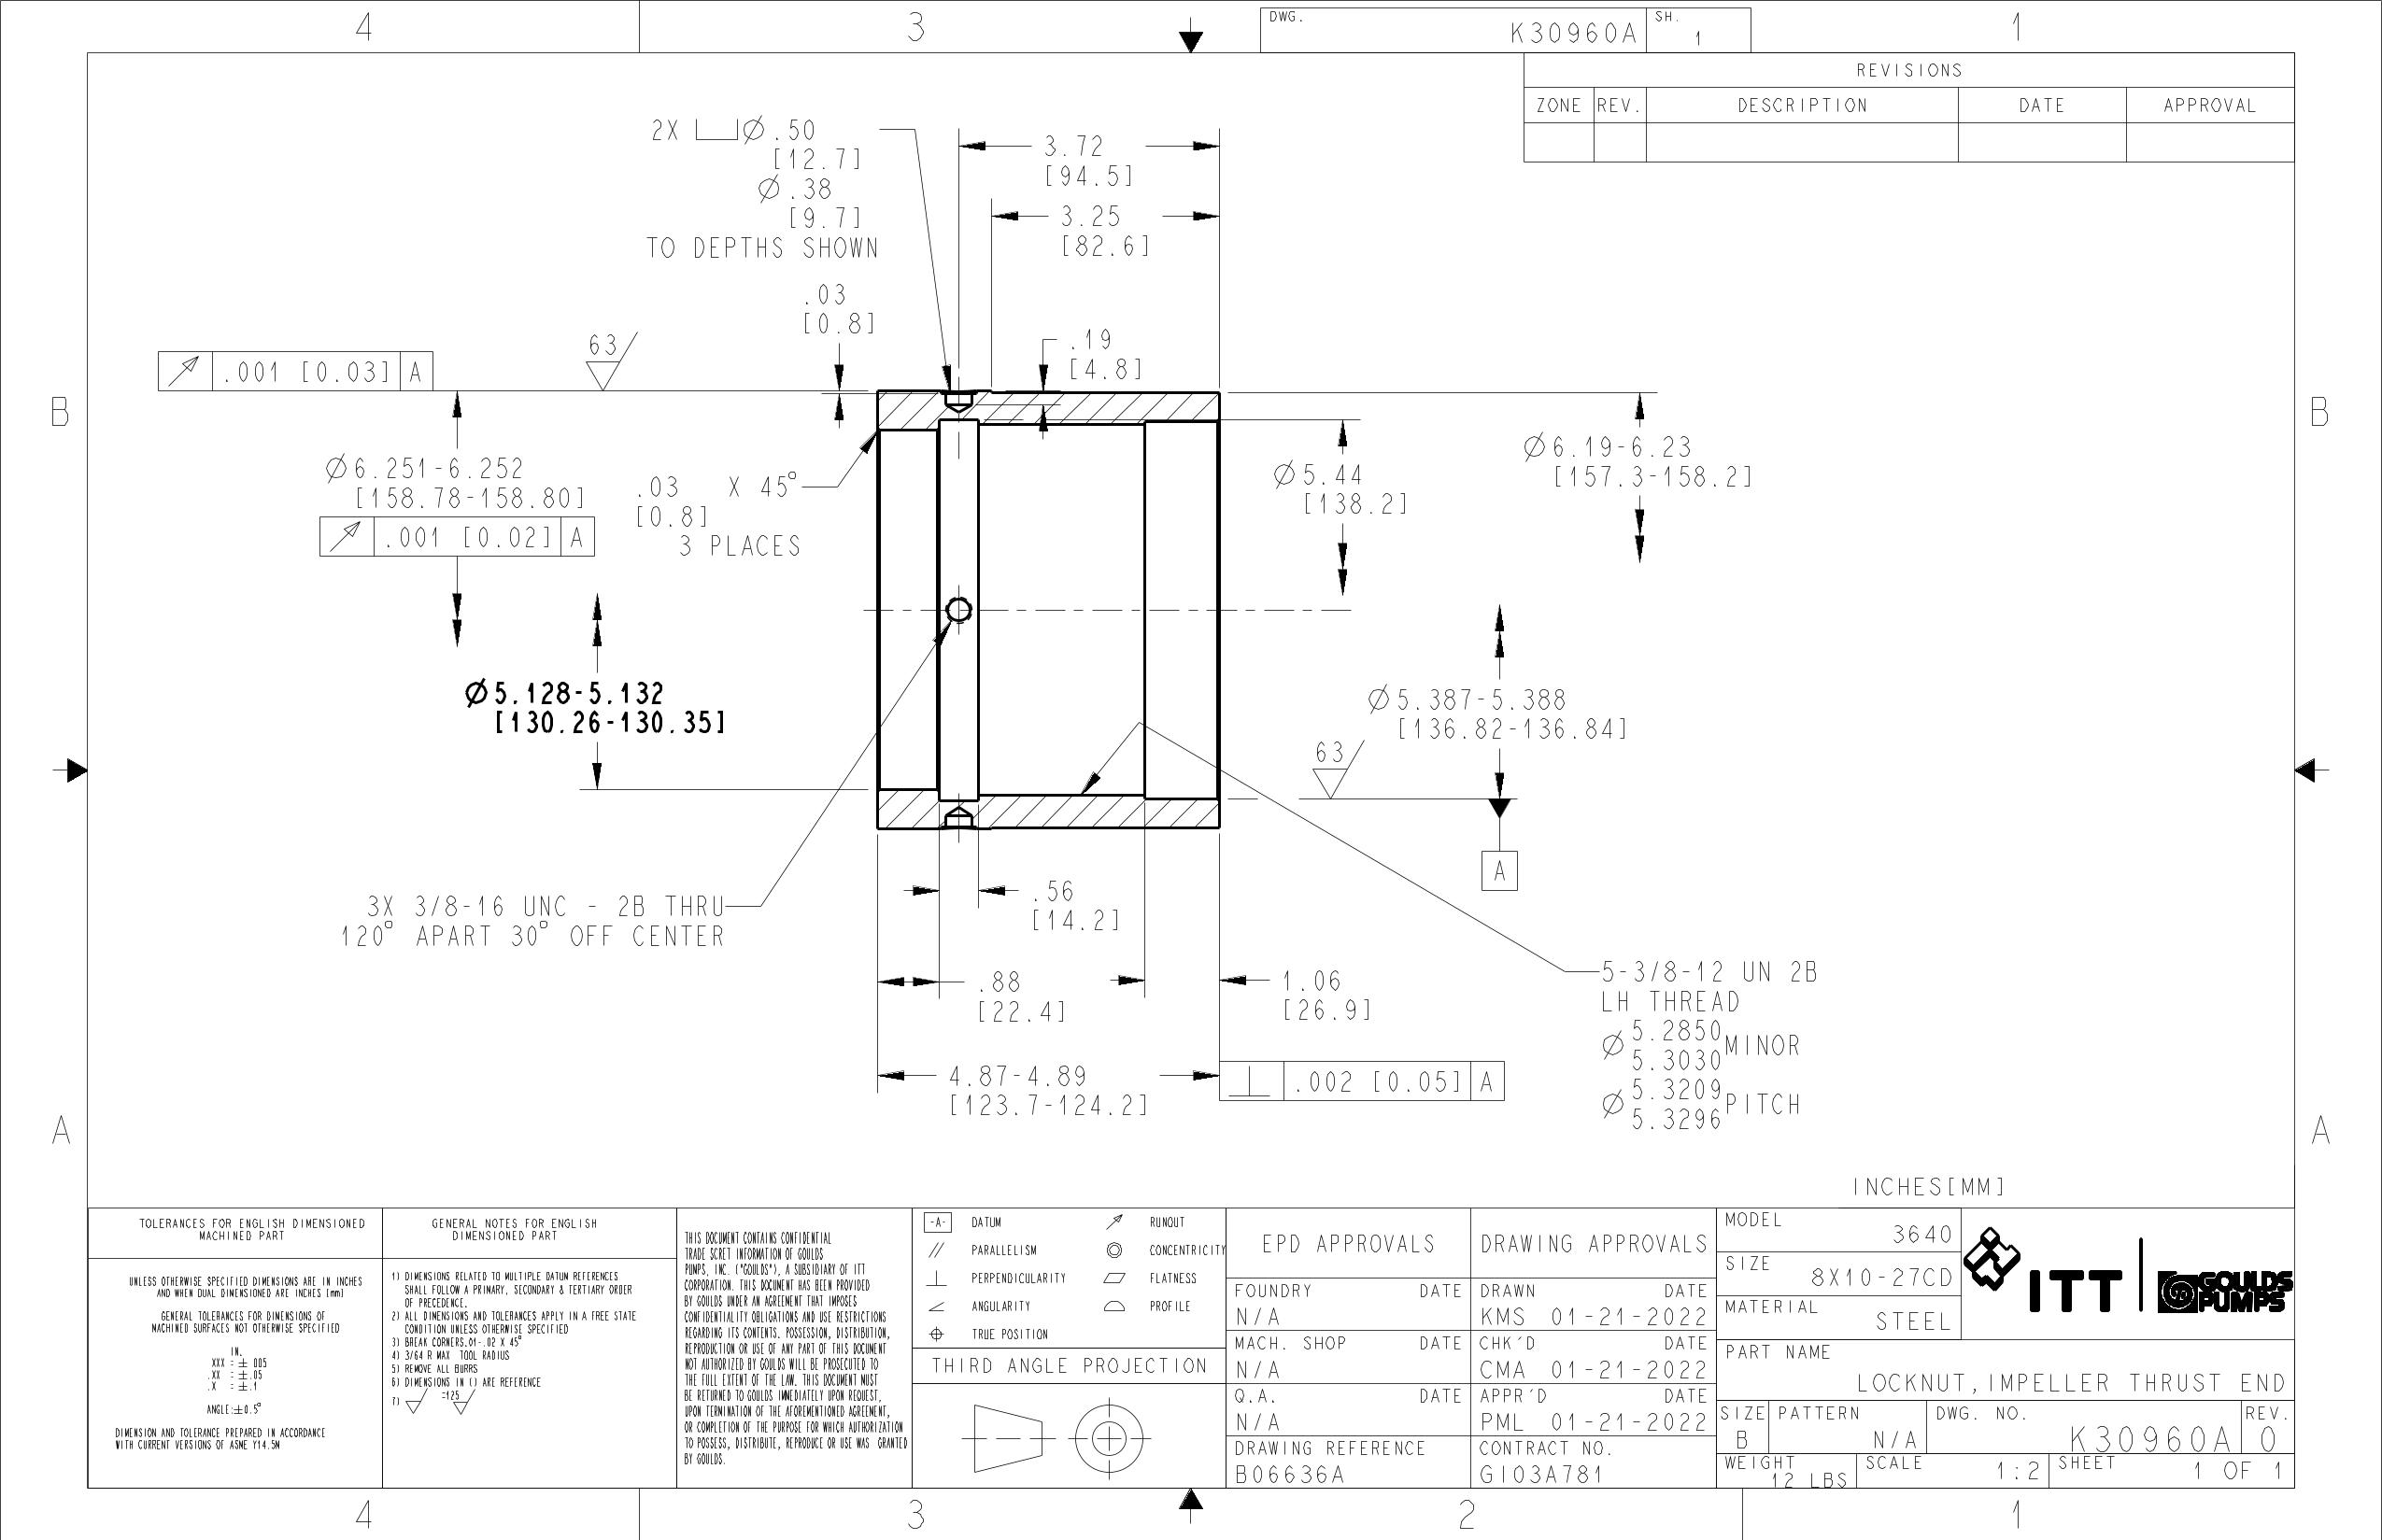 4
3
DWG.
K30960A
SH.
1
1
REVISIONS
ZONE REV. DESCRIPTION DATE APPROVAL
2X ⌴∅.50
[12.7]
∅.38
[9.7]
TO DEPTHS SHOWN
3.72
[94.5]
3.25
[82.6]
.03
[0.8]
.19
[4.8]
63
.001 [0.03] A
B
B
∅6.251-6.252
[158.78-158.80]
.001 [0.02] A
.03 X 45°
[0.8]
3 PLACES
∅5.44
[138.2]
∅6.19-6.23
[157.3-158.2]
∅5.128-5.132
[130.26-130.35]
∅5.387-5.388
[136.82-136.84]
63
A
3X 3/8-16 UNC - 2B THRU
120° APART 30° OFF CENTER
.56
[14.2]
.88
[22.4]
1.06
[26.9]
5-3/8-12 UN 2B
LH THREAD
∅5.2850
5.3030 MINOR
∅5.3209
5.3296 PITCH
4.87-4.89
[123.7-124.2]
⊥ .002 [0.05] A
A
A
INCHES[MM]
TOLERANCES FOR ENGLISH DIMENSIONED
MACHINED PART
UNLESS OTHERWISE SPECIFIED DIMENSIONS ARE IN INCHES
AND WHEN DUAL DIMENSIONED ARE INCHES [mm]
GENERAL TOLERANCES FOR DIMENSIONS OF
MACHINED SURFACES NOT OTHERWISE SPECIFIED
IN.
XXX = ± 005
.XX = ±.05
.X = ±.1
ANGLE:±0.5°
DIMENSION AND TOLERANCE PREPARED IN ACCORDANCE
WITH CURRENT VERSIONS OF ASME Y14.5M
GENERAL NOTES FOR ENGLISH
DIMENSIONED PART
1) DIMENSIONS RELATED TO MULTIPLE DATUM REFERENCES
SHALL FOLLOW A PRIMARY, SECONDARY & TERTIARY ORDER
OF PRECEDENCE.
2) ALL DIMENSIONS AND TOLERANCES APPLY IN A FREE STATE
CONDITION UNLESS OTHERWISE SPECIFIED
3) BREAK CORNERS.01-.02 X 45°
4) 3/64 R MAX TOOL RADIUS
5) REMOVE ALL BURRS
6) DIMENSIONS IN () ARE REFERENCE
7) =125
THIS DOCUMENT CONTAINS CONFIDENTIAL
TRADE SCRET INFORMATION OF GOULDS
PUMPS, INC. ("GOULDS"), A SUBSIDIARY OF ITT
CORPORATION. THIS DOCUMENT HAS BEEN PROVIDED
BY GOULDS UNDER AN AGREEMENT THAT IMPOSES
CONFIDENTIALITY OBLIGATIONS AND USE RESTRICTIONS
REGARDING ITS CONTENTS. POSSESSION, DISTRIBUTION,
REPRODUCTION OR USE OF ANY PART OF THIS DOCUMENT
NOT AUTHORIZED BY GOULDS WILL BE PROSECUTED TO
THE FULL EXTENT OF THE LAW. THIS DOCUMENT MUST
BE RETURNED TO GOULDS IMMEDIATELY UPON REQUEST,
UPON TERMINATION OF THE AFOREMENTIONED AGREEMENT,
OR COMPLETION OF THE PURPOSE FOR WHICH AUTHORIZATION
TO POSSESS, DISTRIBUTE, REPRODUCE OR USE WAS GRANTED
BY GOULDS.
-A- DATUM RUNOUT
PARALLELISM CONCENTRICITY
PERPENDICULARITY FLATNESS
ANGULARITY PROFILE
TRUE POSITION
THIRD ANGLE PROJECTION
EPD APPROVALS
FOUNDRY DATE
N/A
MACH. SHOP DATE
N/A
Q.A. DATE
N/A
DRAWING REFERENCE
B06636A
DRAWING APPROVALS
DRAWN DATE
KMS 01-21-2022
CHK'D DATE
CMA 01-21-2022
APPR'D DATE
PML 01-21-2022
CONTRACT NO.
GI03A781
MODEL
3640
SIZE
8X10-27CD
MATERIAL
STEEL
ITT
GOULDS
PUMPS
PART NAME
LOCKNUT,IMPELLER THRUST END
SIZE PATTERN DWG. NO. REV.
B N/A K30960A 0
WEIGHT SCALE SHEET
12 LBS 1:2 1 OF 1
4
3
2
1